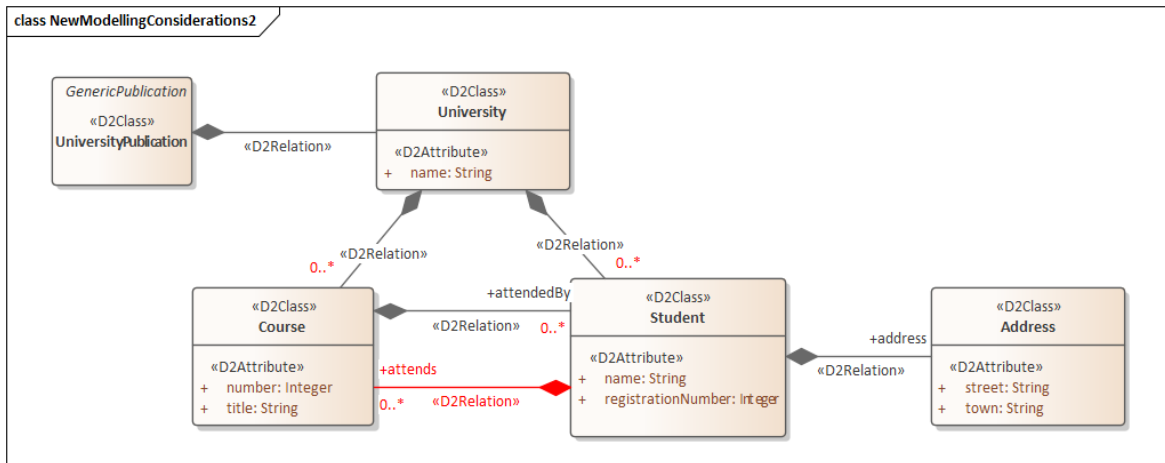 class NewModellingConsiderations2
GenericPublication
«D2Class»
UniversityPublication
«D2Relation»
«D2Class»
University
«D2Attribute»
+ name: String
«D2Relation»
0..*
«D2Relation»
0..*
«D2Class»
Course
«D2Attribute»
+ number: Integer
+ title: String
+attendedBy
«D2Relation»
0..*
+attends
0..*
«D2Relation»
«D2Class»
Student
«D2Attribute»
+ name: String
+ registrationNumber: Integer
+address
«D2Relation»
«D2Class»
Address
«D2Attribute»
+ street: String
+ town: String